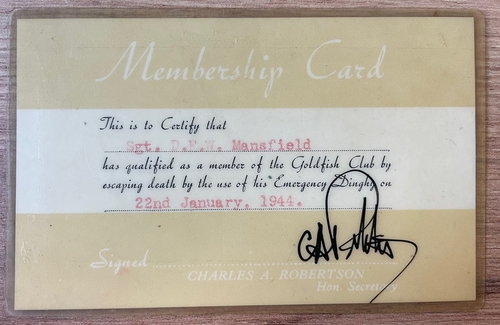 Membership Card
This is to Certify that
Sgt. D.E.W. Mansfield
has qualified as a member of the Goldfish Club by
escaping death by the use of his Emergency Dinghy on
22nd January, 1944.
Signed
CHARLES A. ROBERTSON
Hon. Secretary